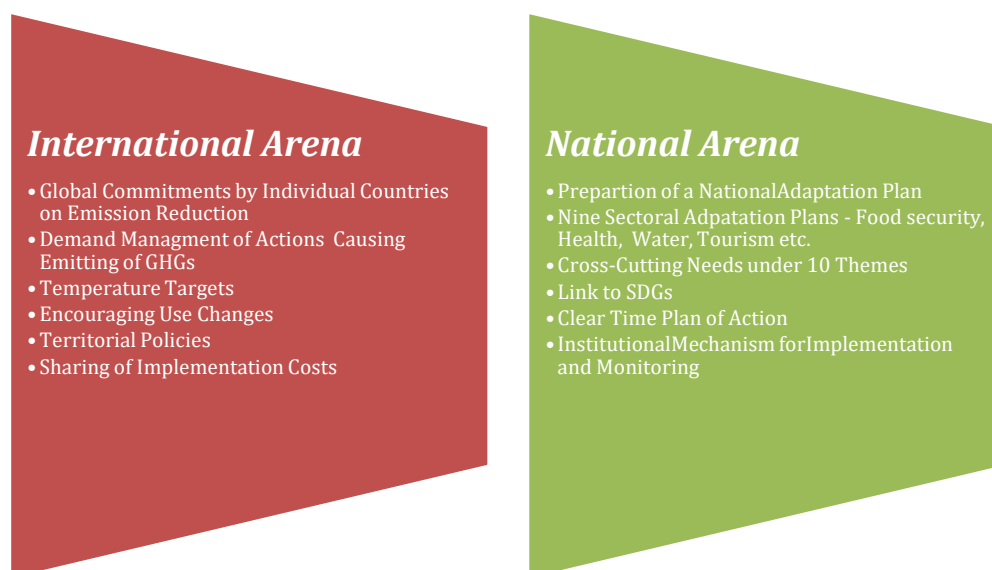 International Arena
• Global Commitments by Individual Countries
on Emission Reduction
• Demand Managment of Actions Causing
Emitting of GHGs
• Temperature Targets
• Encouraging Use Changes
• Territorial Policies
• Sharing of Implementation Costs
National Arena
• Prepartion of a NationalAdaptation Plan
• Nine Sectoral Adpatation Plans - Food security,
Health, Water, Tourism etc.
• Cross-Cutting Needs under 10 Themes
• Link to SDGs
• Clear Time Plan of Action
• InstitutionalMechanism forImplementation
and Monitoring